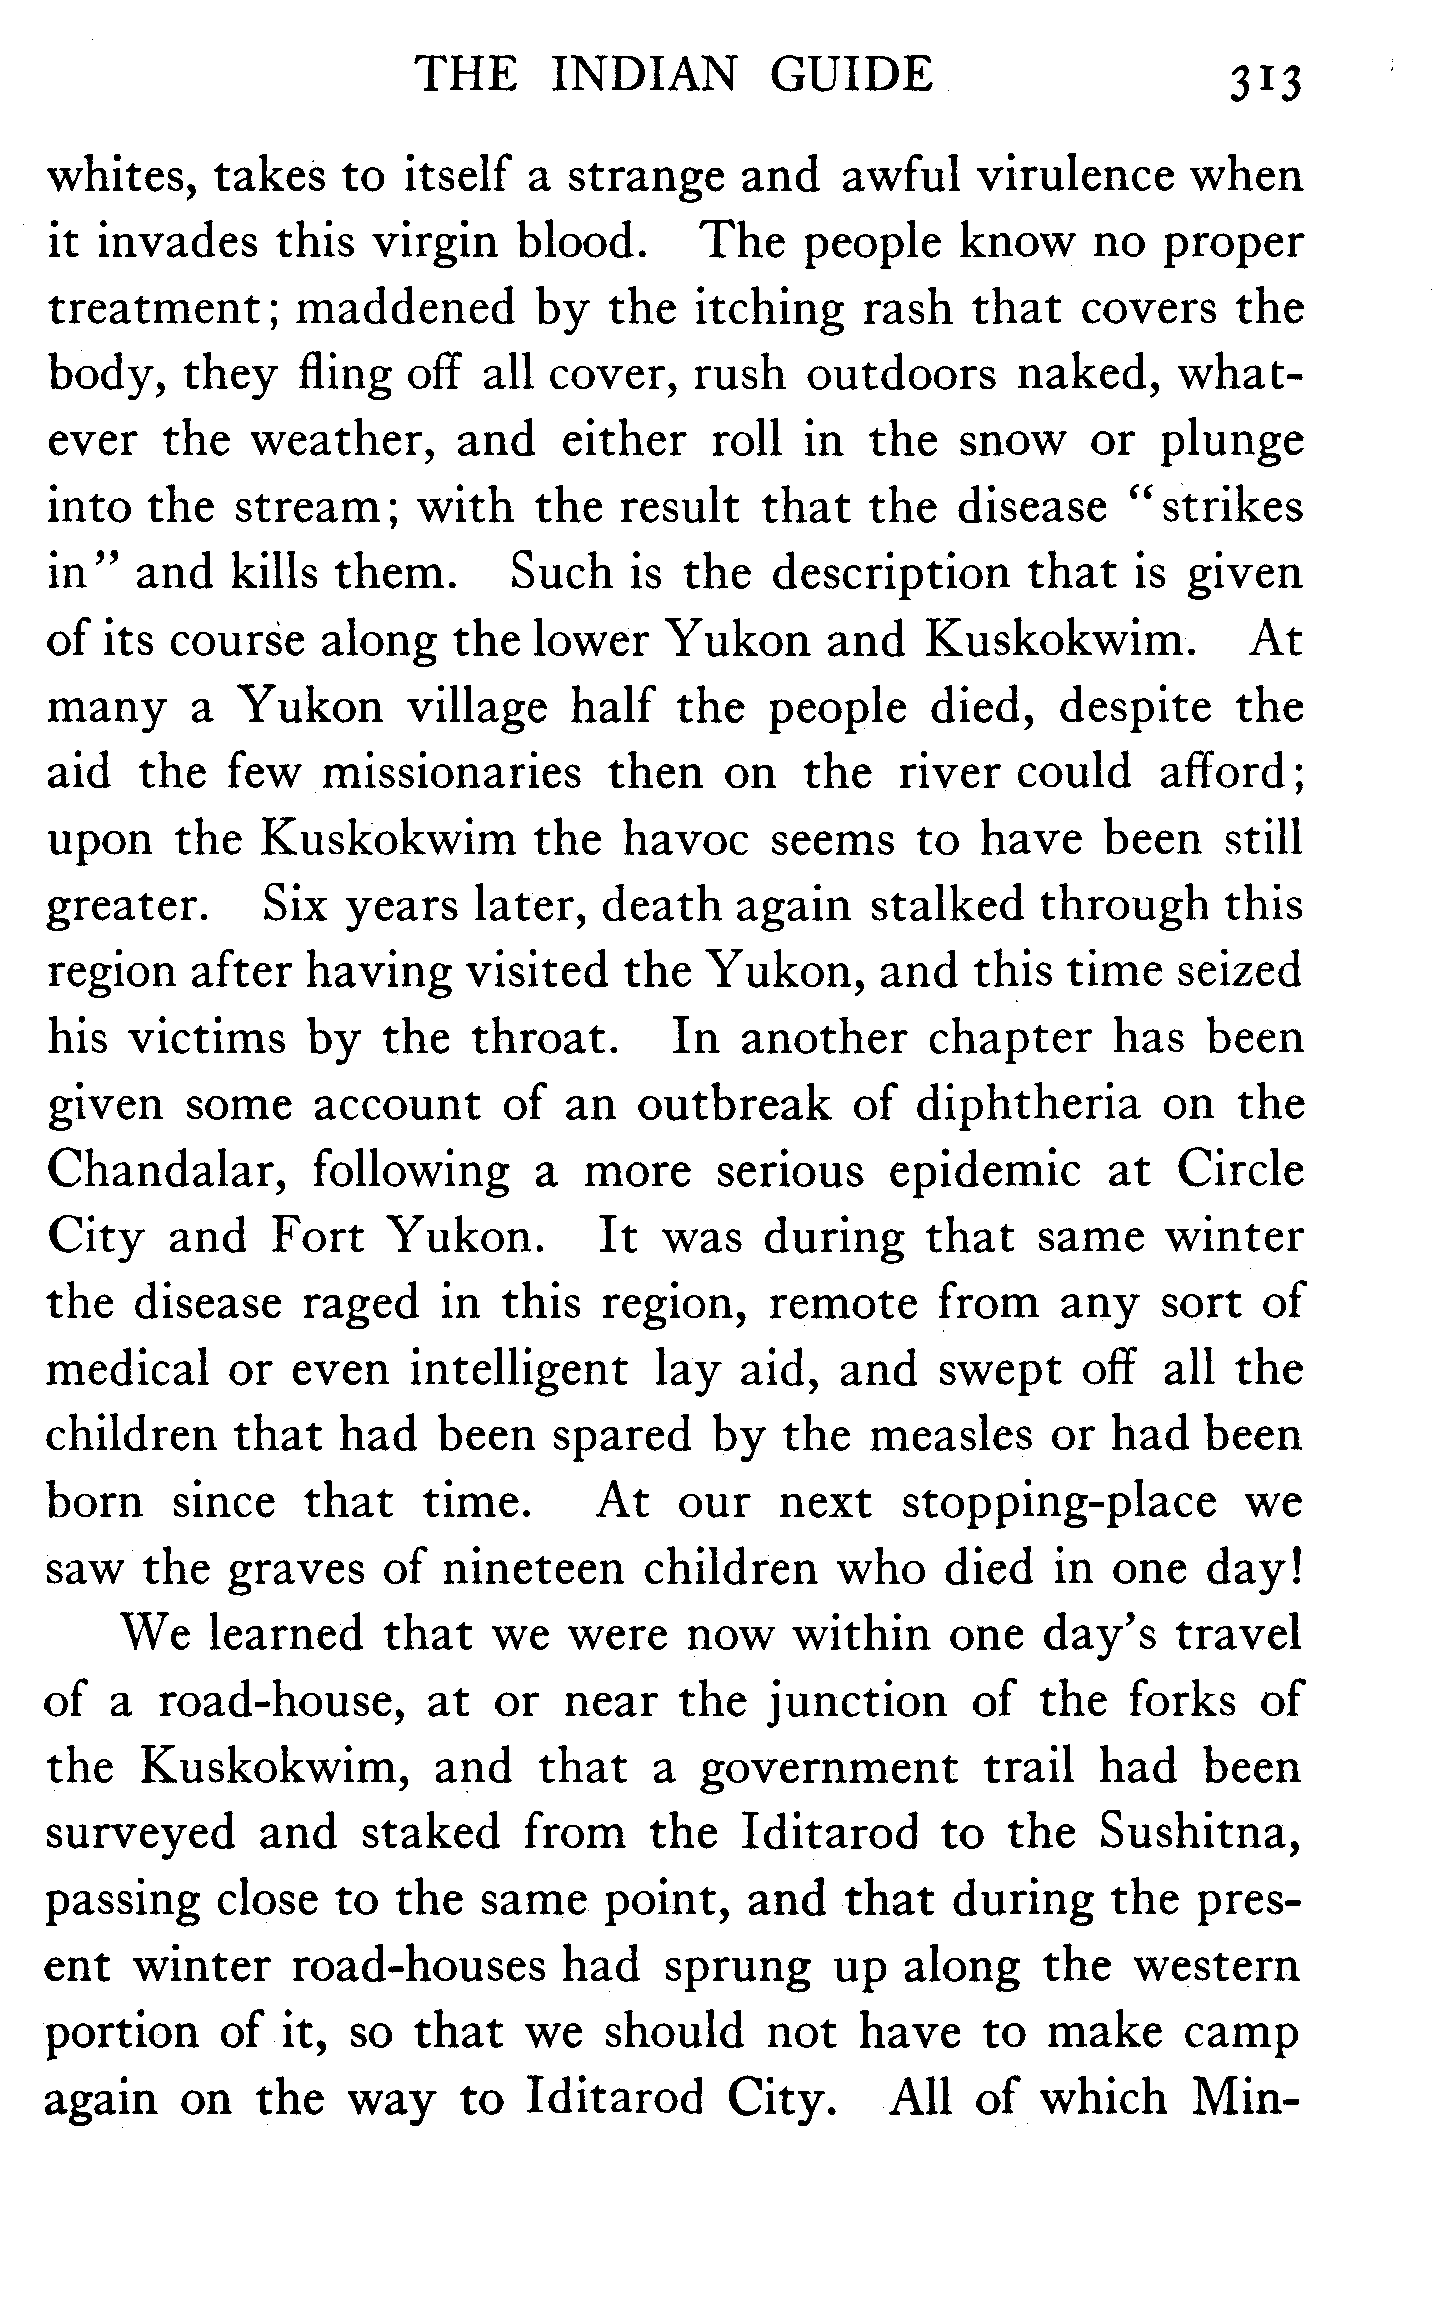 THE INDIAN GUIDE 313
whites, takes to itself a strange and awful virulence when
it invades this virgin blood. The people know no proper
treatment; maddened by the itching rash that covers the
body, they fling off all cover, rush outdoors naked, what-
ever the weather, and either roll in the snow or plunge
into the stream; with the result that the disease "strikes
in" and kills them. Such is the description that is given
of its course along the lower Yukon and Kuskokwim. At
many a Yukon village half the people died, despite the
aid the few missionaries then on the river could afford;
upon the Kuskokwim the havoc seems to have been still
greater. Six years later, death again stalked through this
region after having visited the Yukon, and this time seized
his victims by the throat. In another chapter has been
given some account of an outbreak of diphtheria on the
Chandalar, following a more serious epidemic at Circle
City and Fort Yukon. It was during that same winter
the disease raged in this region, remote from any sort of
medical or even intelligent lay aid, and swept off all the
children that had been spared by the measles or had been
born since that time. At our next stopping-place we
saw the graves of nineteen children who died in one day!
We learned that we were now within one day's travel
of a road-house, at or near the junction of the forks of
the Kuskokwim, and that a government trail had been
surveyed and staked from the Iditarod to the Sushitna,
passing close to the same point, and that during the pres-
ent winter road-houses had sprung up along the western
portion of it, so that we should not have to make camp
again on the way to Iditarod City. All of which Min-